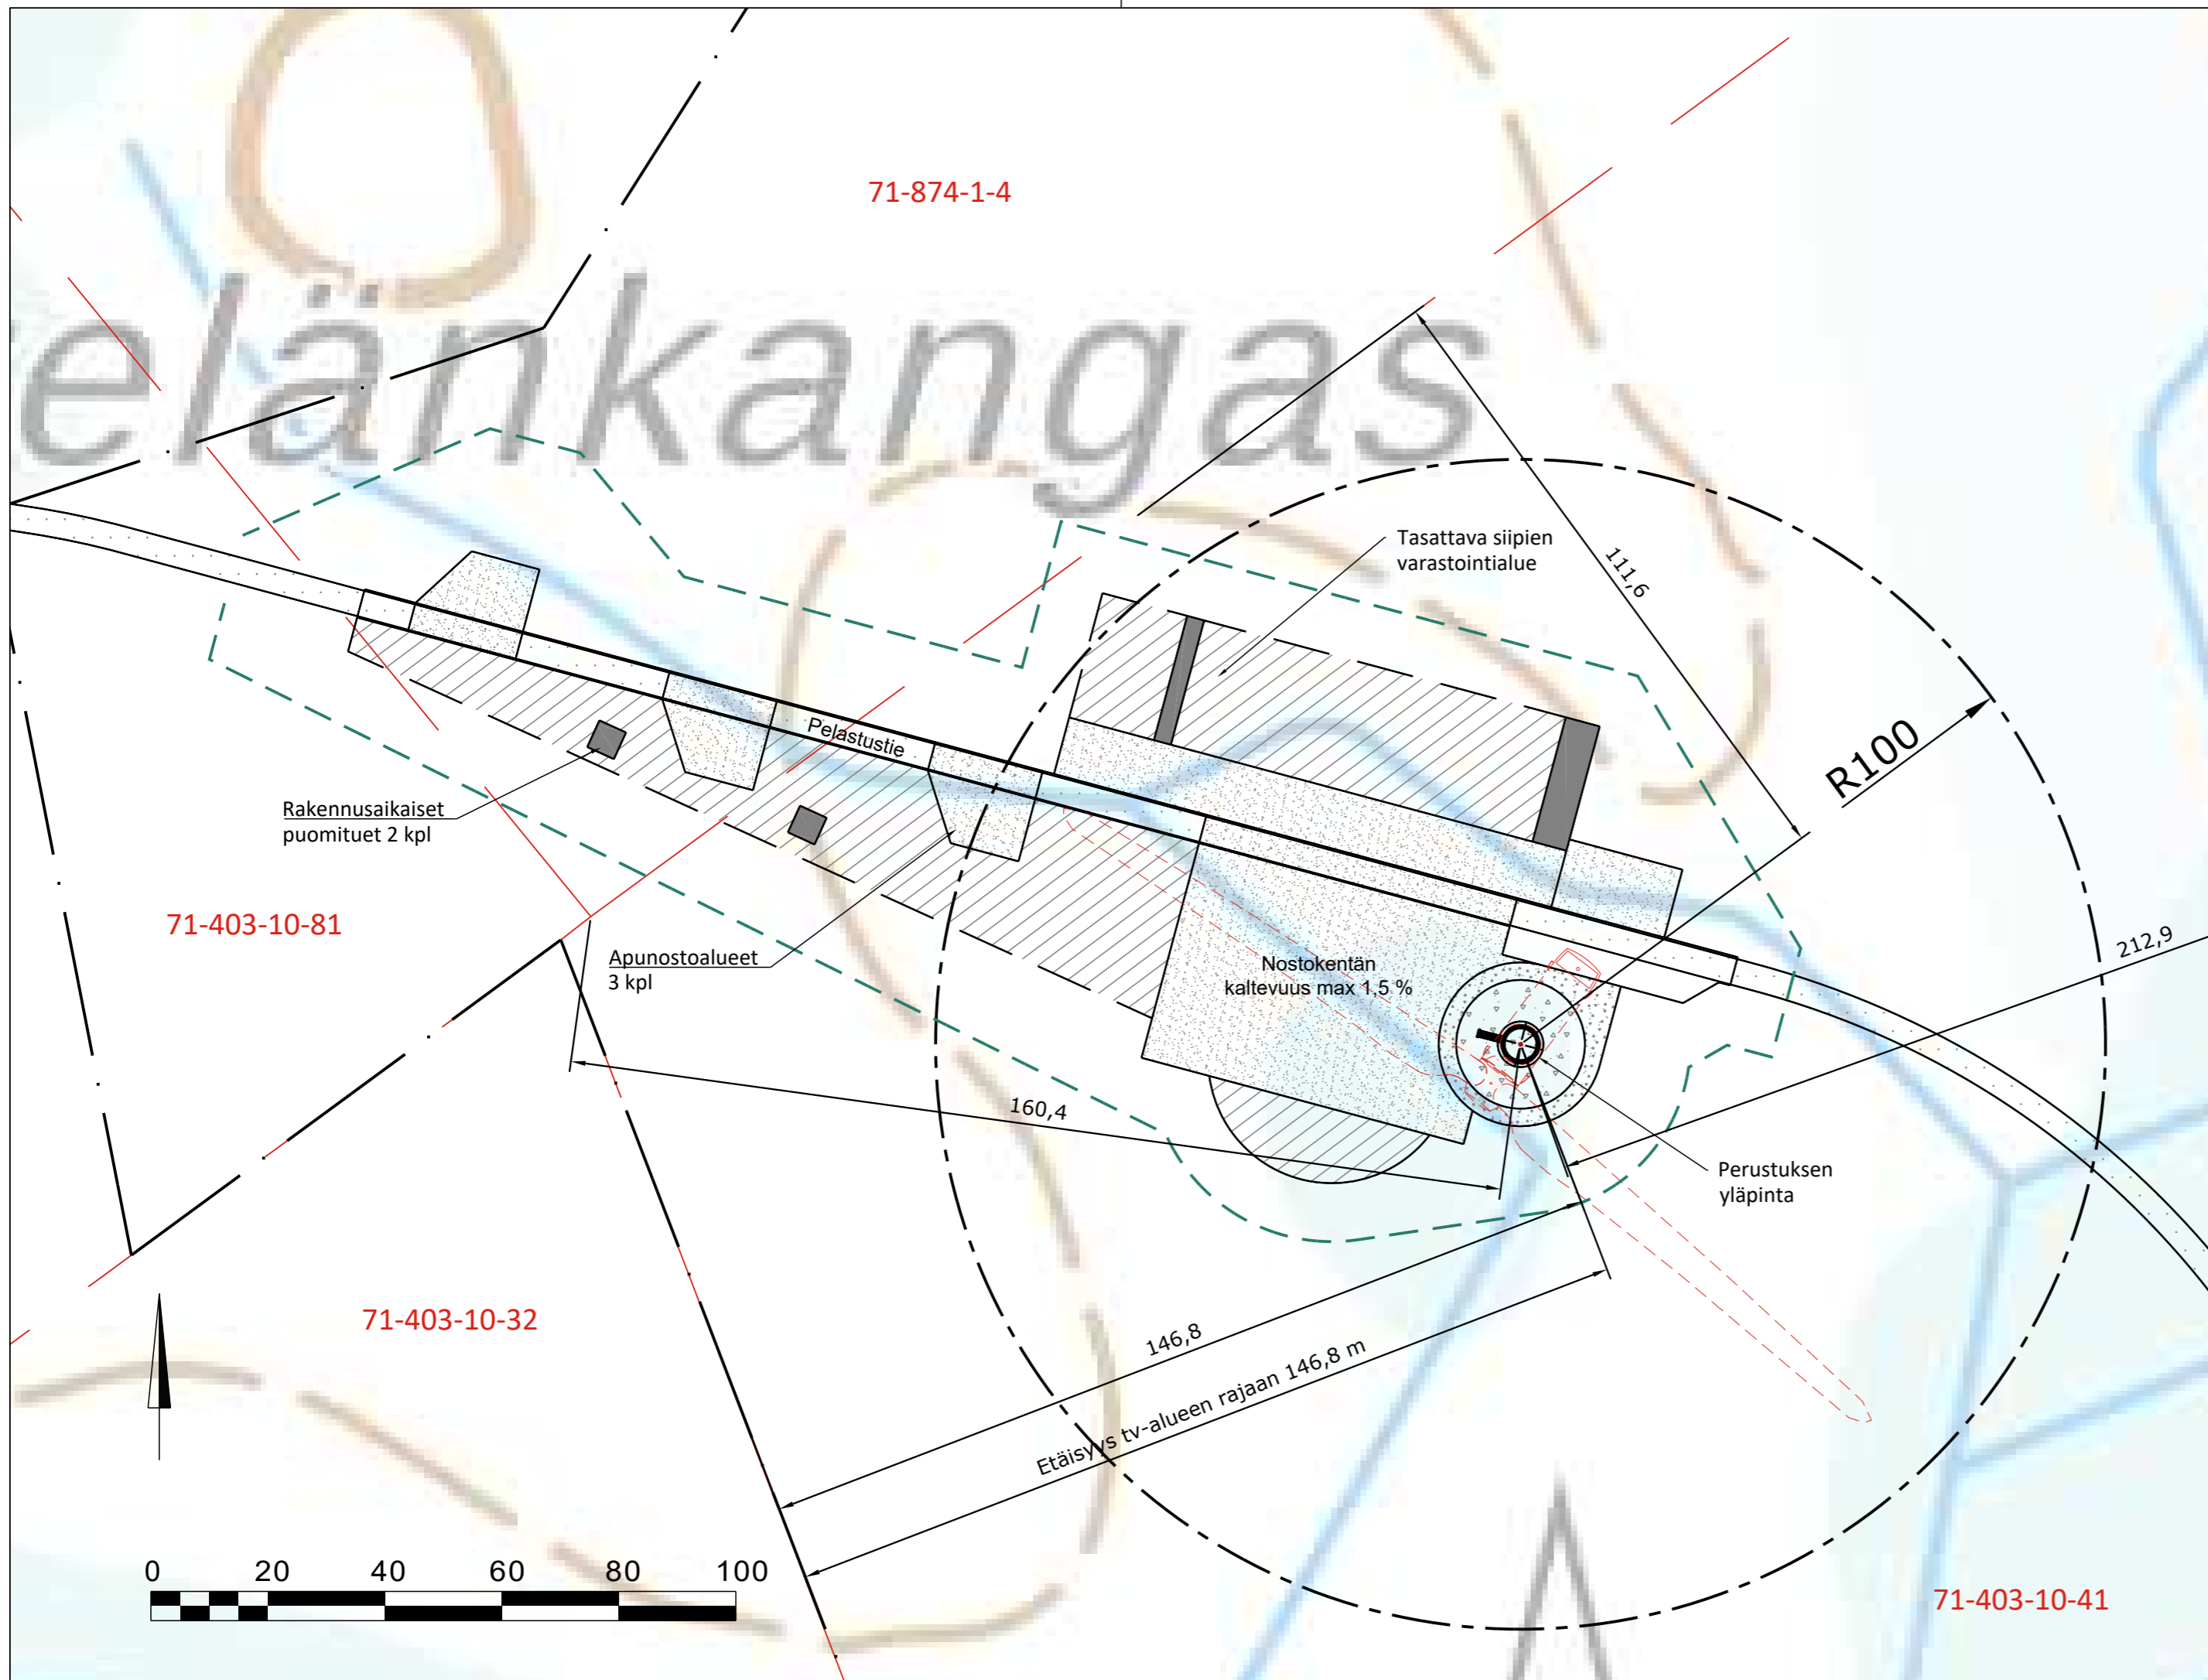 71-874-1-4
elänkangas
Tasattava siipien
varastointialue
111,6
R100
Pelastustie
Rakennusaikaiset
puomituet 2 kpl
71-403-10-81
Apunostoalueet
3 kpl
Nostokentän
kaltevuus max 1,5 %
212,9
160,4
Perustuksen
yläpinta
71-403-10-32
146,8
Etäisyys tv-alueen rajaan 146,8 m
0 20 40 60 80 100
71-403-10-41